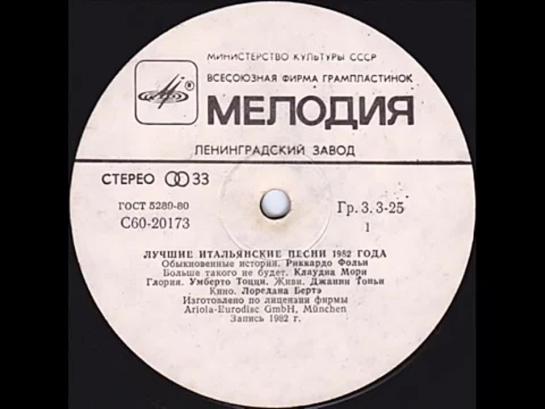 МИНИСТЕРСТВО КУЛЬТУРЫ СССР
ВСЕСОЮЗНАЯ ФИРМА ГРАМПЛАСТИНОК
®
МЕЛОДИЯ
ЛЕНИНГРАДСКИЙ ЗАВОД
СТЕРЕО 33
ГОСТ 5289-80
С60-20173
Гр. 3. 3-25
1
ЛУЧШИЕ ИТАЛЬЯНСКИЕ ПЕСНИ 1982 ГОДА
Обыкновенные истории. Риккардо Фольи
Больше такого не будет. Клаудиа Мори
Глория. Умберто Тоцци. Живи. Джанни Тоньи
Кино. Лоредана Бертэ
Изготовлено по лицензии фирмы
Ariola-Eurodisc GmbH, München
Запись 1982 г.